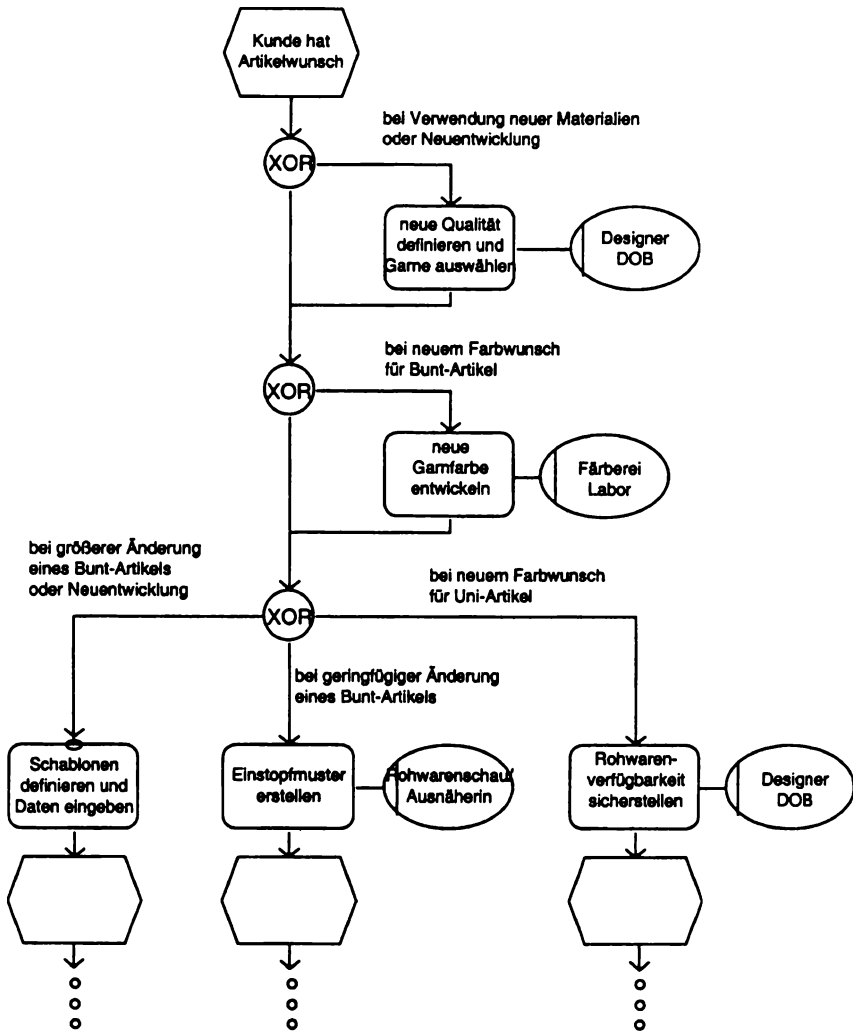 Kunde hat
Artikelwunsch
bei Verwendung neuer Materialien
oder Neuentwicklung
XOR
neue Qualität
definieren und
Garne auswählen
Designer
DOB
bei neuem Farbwunsch
für Bunt-Artikel
XOR
neue
Garnfarbe
entwickeln
Färberei
Labor
bei größerer Änderung
eines Bunt-Artikels
oder Neuentwicklung
bei neuem Farbwunsch
für Uni-Artikel
XOR
bei geringfügiger Änderung
eines Bunt-Artikels
Schablonen
definieren und
Daten eingeben
Einstopfmuster
erstellen
Rohwarenschau/
Ausnäherin
Rohwaren-
verfügbarkeit
sicherstellen
Designer
DOB